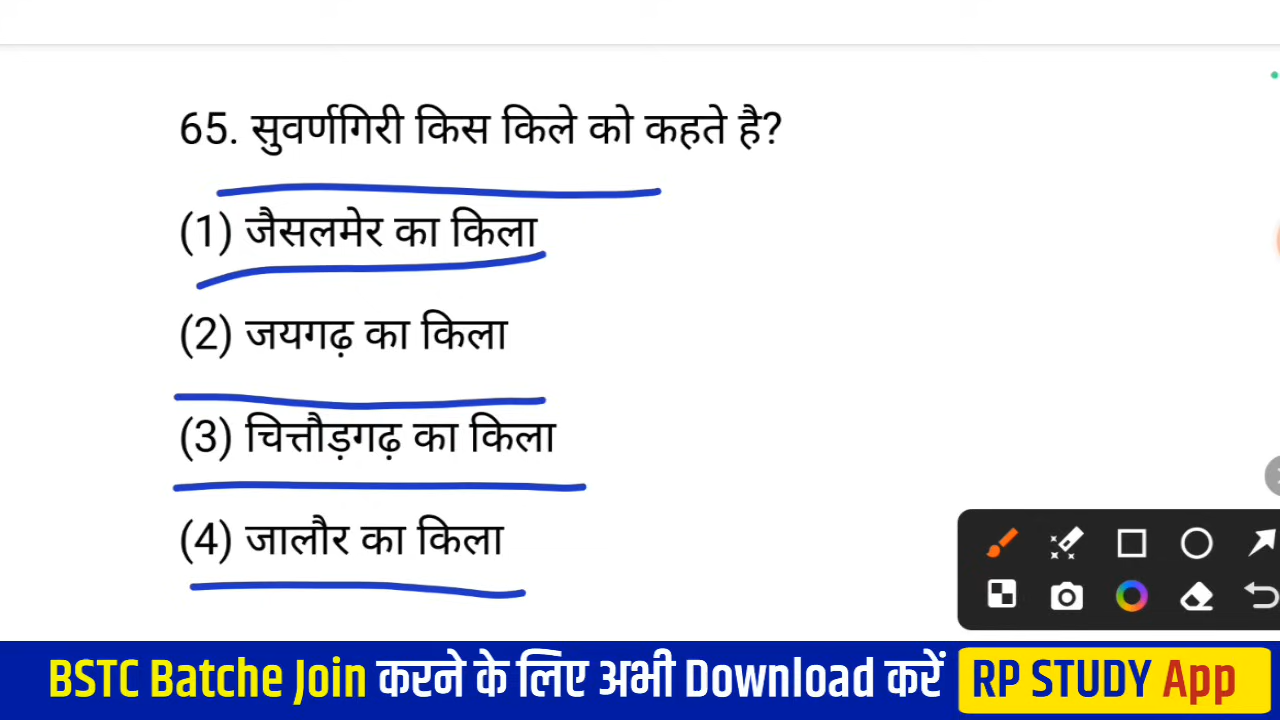 65. सुवर्णगिरी किस किले को कहते है?
(1) जैसलमेर का किला
(2) जयगढ़ का किला
(3) चित्तौड़गढ़ का किला
(4) जालौर का किला
BSTC Batche Join करने के लिए अभी Download करें RP STUDY App